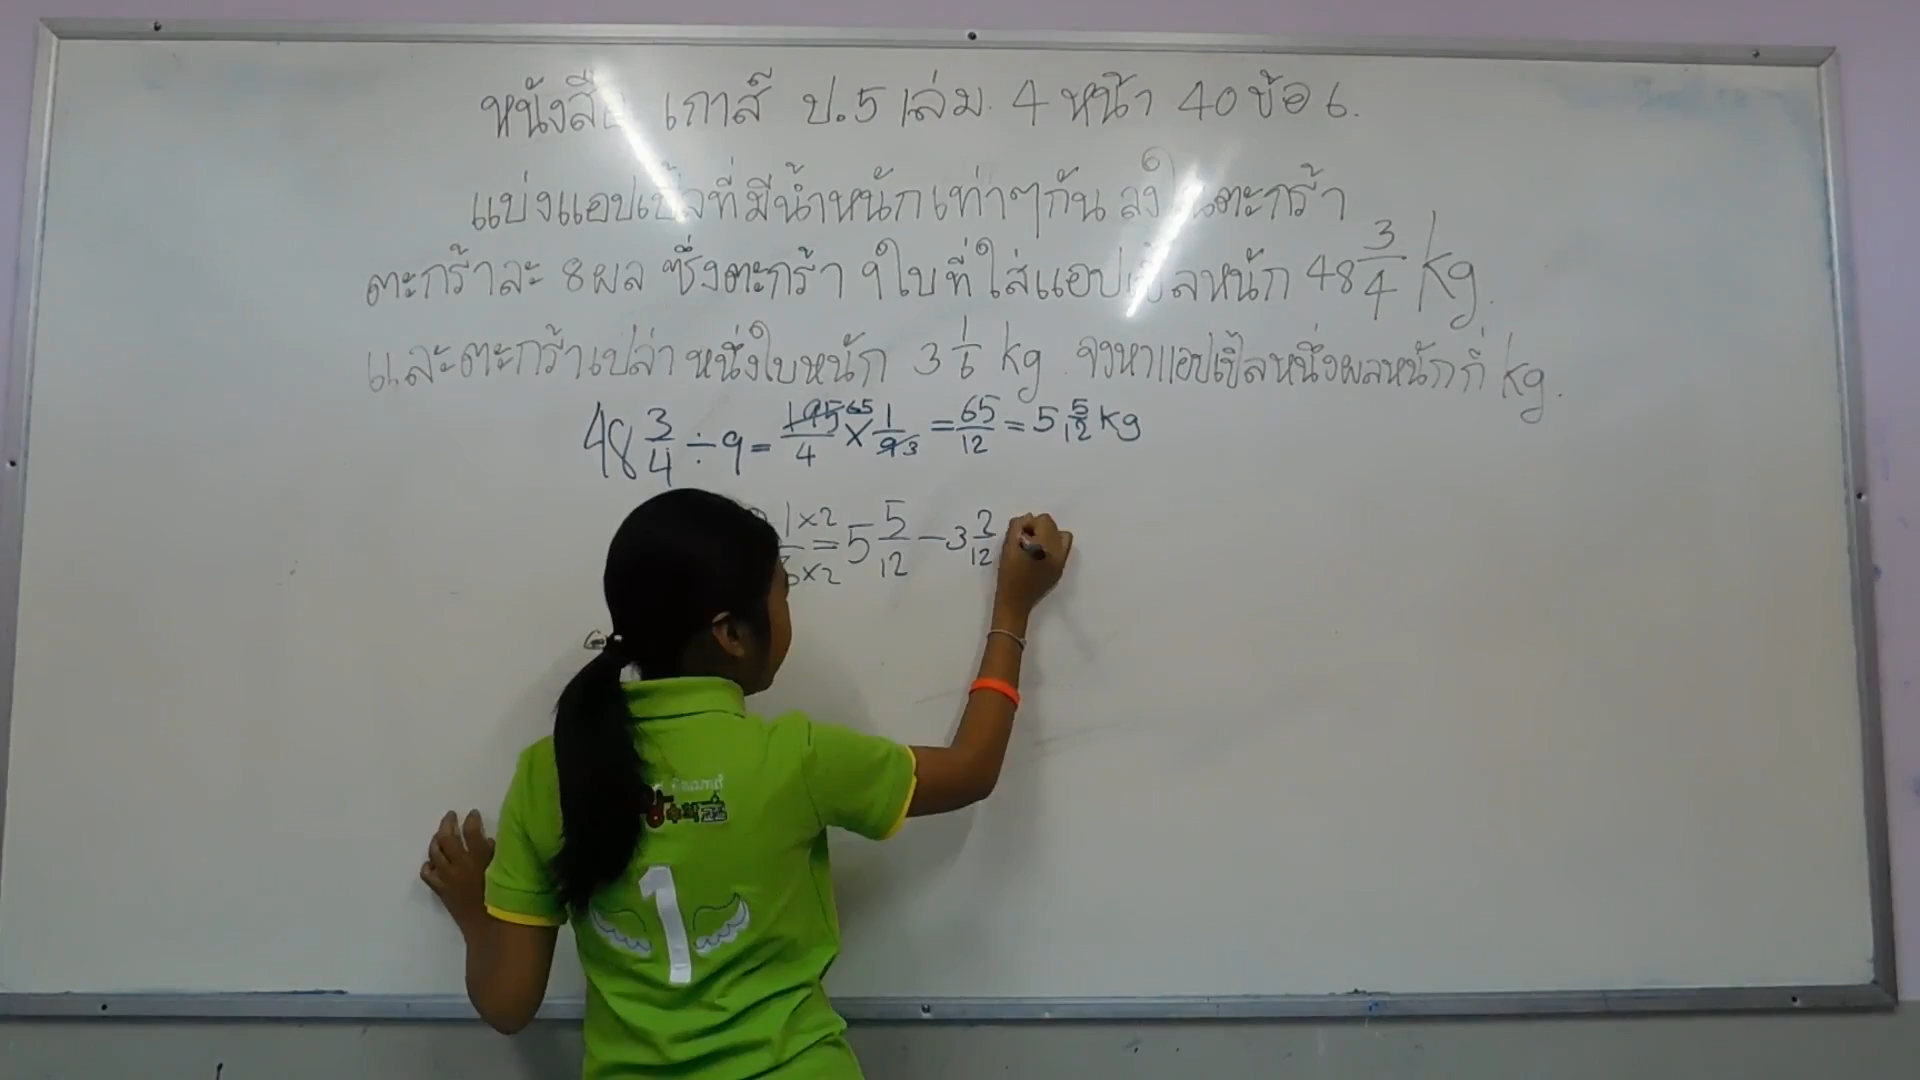 หนังสือ เกาส์ ป.5 เล่ม. 4 หน้า 40 ข้อ 6.
แบ่งแอปเปิ้ลที่มีน้ำหนักเท่าๆกัน ลงในตะกร้า
ตะกร้าละ 8 ผล ซึ่งตะกร้า 9 ใบที่ใส่แอปเปิ้ลหนัก 48 3/4 kg.
และตะกร้าเปล่าหนึ่งใบหนัก 3 1/6 kg. จงหาแอปเปิ้ลหนึ่งผลหนักกี่ kg.
48 3/4 ÷ 9 = 195/4 65 × 1/9 3 = 65/12 = 5 5/12 kg
1×2/6×2 = 5 5/12 − 3 2/12
1